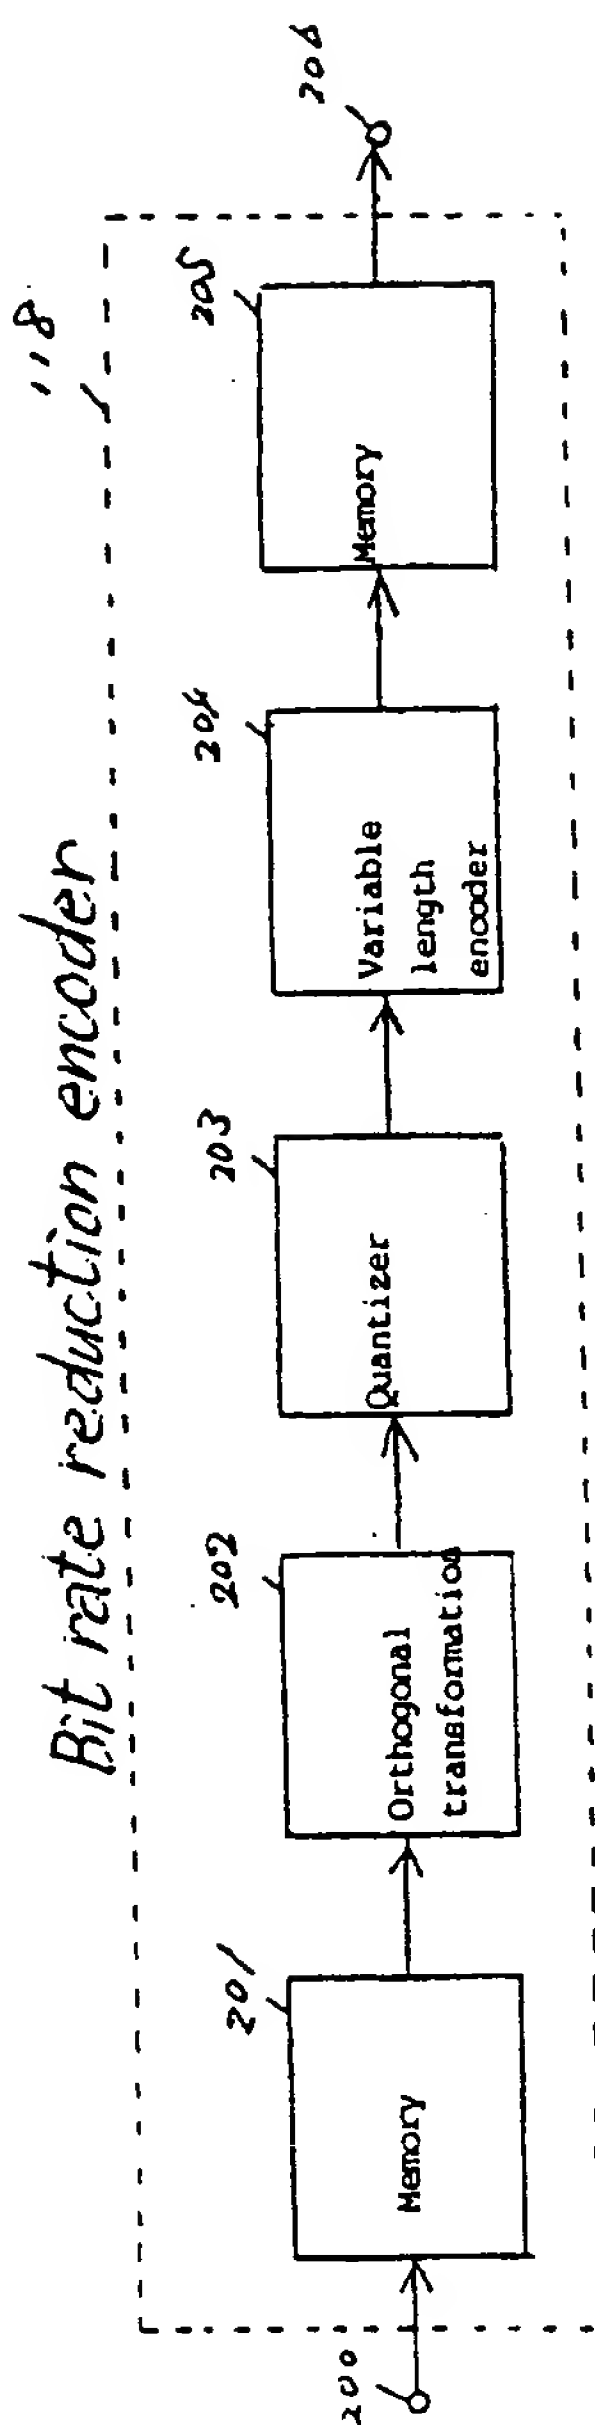 Bit rate reduction encoder
118
200
201
Memory
202
Orthogonal
transformation
203
Quantizer
204
Variable
length
encoder
205
Memory
206